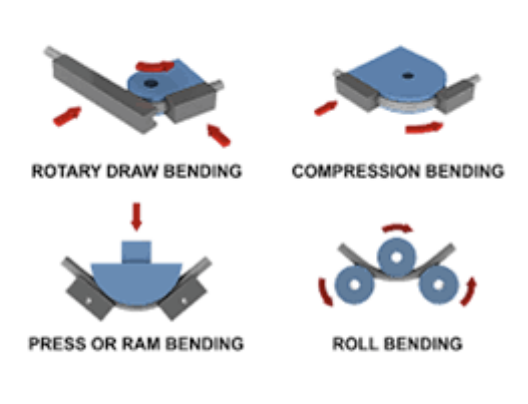 ROTARY DRAW BENDING
COMPRESSION BENDING
PRESS OR RAM BENDING
ROLL BENDING